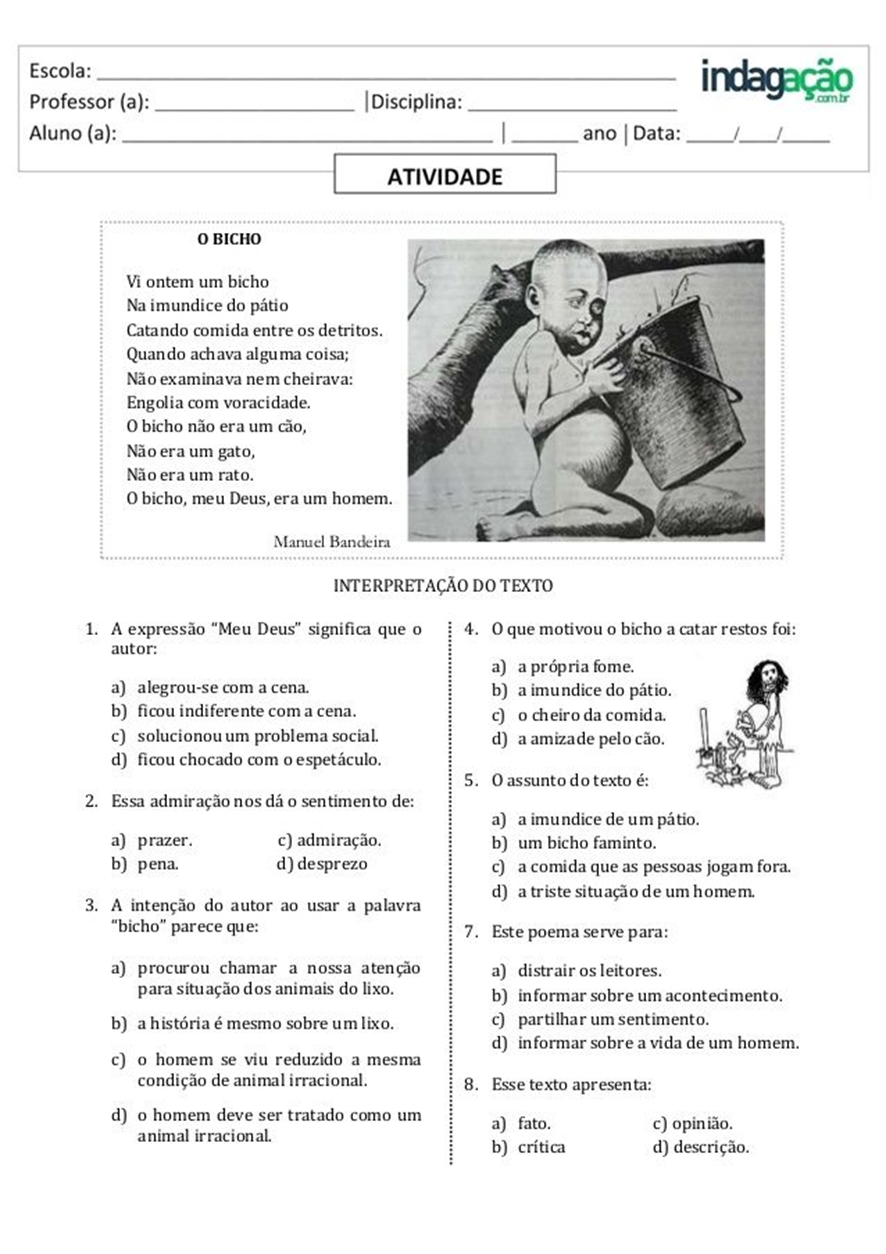 Escola: ______________________________
indagação
.com.br
Professor (a): ____________________ |Disciplina: ____________________
Aluno (a): ______________________________ | _______ ano | Data: _____/____/_____
ATIVIDADE
O BICHO
Vi ontem um bicho
Na imundice do pátio
Catando comida entre os detritos.
Quando achava alguma coisa;
Não examinava nem cheirava:
Engolia com voracidade.
O bicho não era um cão,
Não era um gato,
Não era um rato.
O bicho, meu Deus, era um homem.
Manuel Bandeira
INTERPRETAÇÃO DO TEXTO
1. A expressão “Meu Deus” significa que o
autor:
a) alegrou-se com a cena.
b) ficou indiferente com a cena.
c) solucionou um problema social.
d) ficou chocado com o espetáculo.
2. Essa admiração nos dá o sentimento de:
a) prazer. c) admiração.
b) pena. d) desprezo
3. A intenção do autor ao usar a palavra
“bicho” parece que:
a) procurou chamar a nossa atenção
para situação dos animais do lixo.
b) a história é mesmo sobre um lixo.
c) o homem se viu reduzido a mesma
condição de animal irracional.
d) o homem deve ser tratado como um
animal irracional.
4. O que motivou o bicho a catar restos foi:
a) a própria fome.
b) a imundice do pátio.
c) o cheiro da comida.
d) a amizade pelo cão.
5. O assunto do texto é:
a) a imundice de um pátio.
b) um bicho faminto.
c) a comida que as pessoas jogam fora.
d) a triste situação de um homem.
7. Este poema serve para:
a) distrair os leitores.
b) informar sobre um acontecimento.
c) partilhar um sentimento.
d) informar sobre a vida de um homem.
8. Esse texto apresenta:
a) fato. c) opinião.
b) crítica d) descrição.